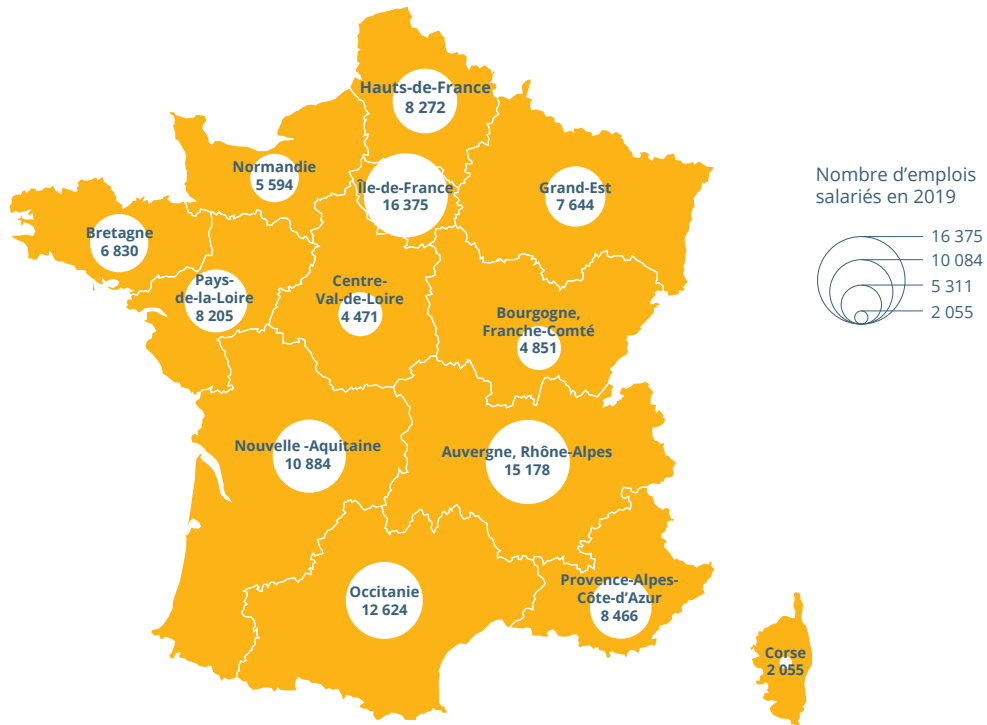 Hauts-de-France
8 272
Normandie
5 594
Île-de-France
16 375
Grand-Est
7 644
Bretagne
6 830
Pays-
de-la-Loire
8 205
Centre-
Val-de-Loire
4 471
Bourgogne,
Franche-Comté
4 851
Nouvelle -Aquitaine
10 884
Auvergne, Rhône-Alpes
15 178
Occitanie
12 624
Provence-Alpes-
Côte-d’Azur
8 466
Corse
2 055
Nombre d’emplois
salariés en 2019
16 375
10 084
5 311
2 055